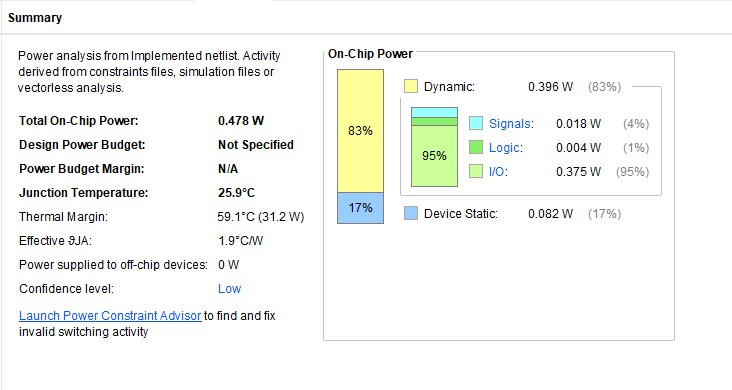 Summary
Power analysis from Implemented netlist. Activity
derived from constraints files, simulation files or
vectorless analysis.
Total On-Chip Power: 0.478 W
Design Power Budget: Not Specified
Power Budget Margin: N/A
Junction Temperature: 25.9°C
Thermal Margin: 59.1°C (31.2 W)
Effective ϑJA: 1.9°C/W
Power supplied to off-chip devices: 0 W
Confidence level: Low
Launch Power Constraint Advisor to find and fix
invalid switching activity
On-Chip Power
Dynamic: 0.396 W (83%)
83%
Signals: 0.018 W (4%)
Logic: 0.004 W (1%)
95%
I/O: 0.375 W (95%)
17%
Device Static: 0.082 W (17%)